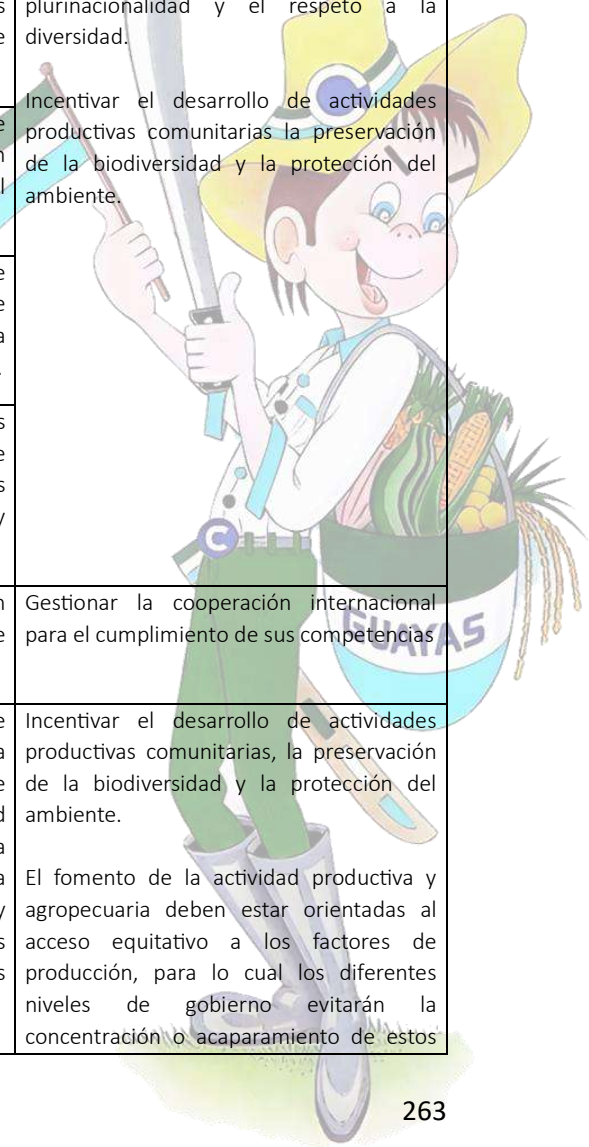 plurinacionalidad y el respeto a la
diversidad.
Incentivar el desarrollo de actividades
productivas comunitarias la preservación
de la biodiversidad y la protección del
ambiente.
Gestionar la cooperación internacional
para el cumplimiento de sus competencias
Incentivar el desarrollo de actividades
productivas comunitarias, la preservación
de la biodiversidad y la protección del
ambiente.
El fomento de la actividad productiva y
agropecuaria deben estar orientadas al
acceso equitativo a los factores de
producción, para lo cual los diferentes
niveles de gobierno evitarán la
concentración o acaparamiento de estos
C
GUAYAS
263